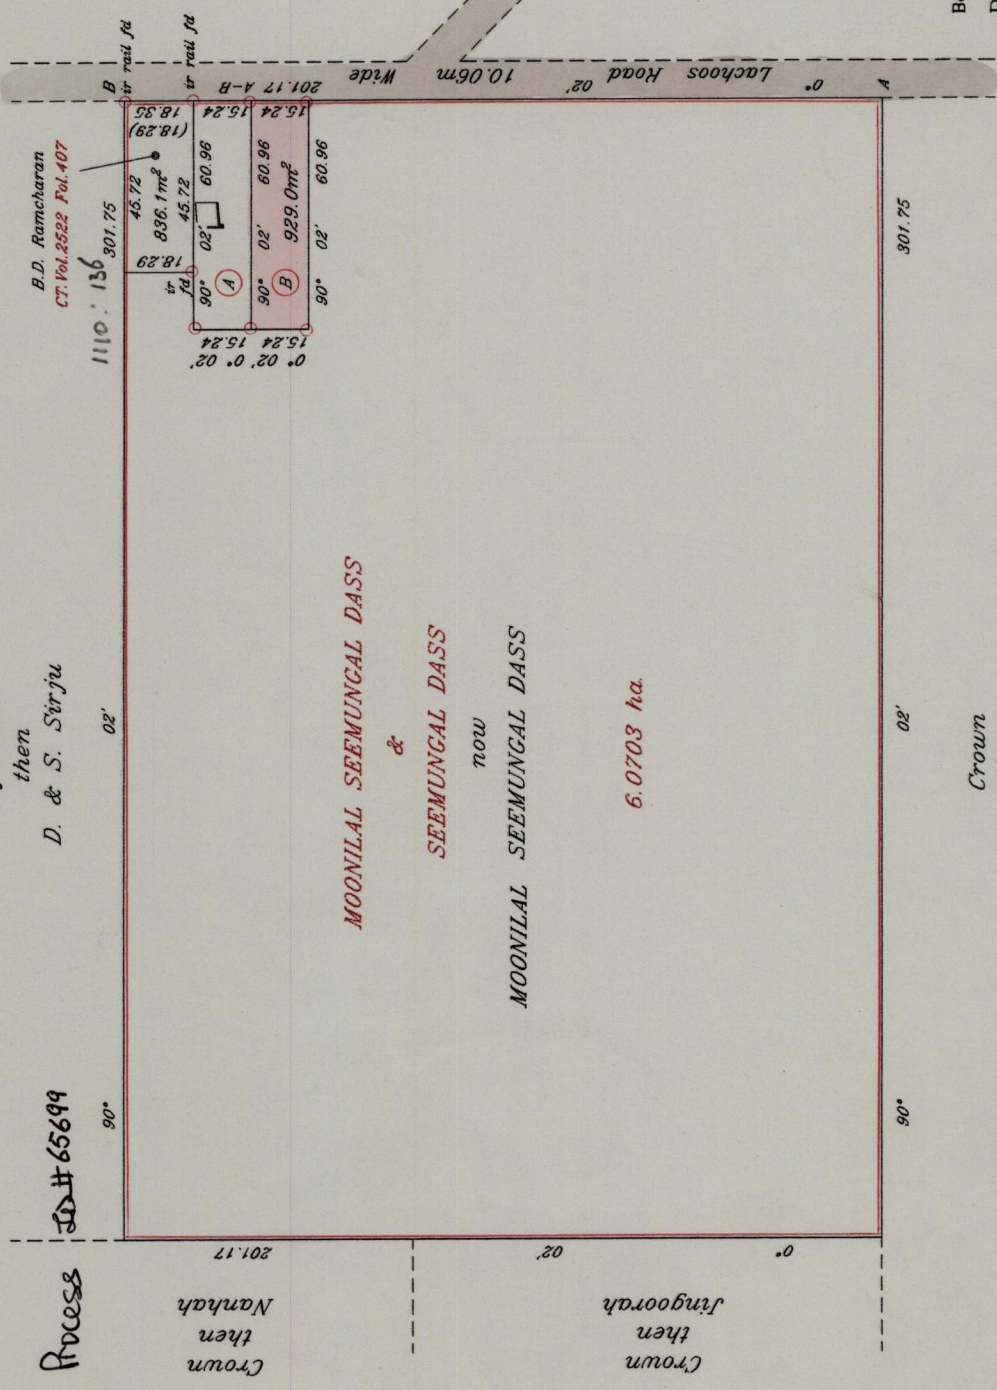 then
D. & S. Sirju
B.D. Ramcharan
C.T. Vol. 2522 Fol. 407
1110: 136
Process LIS# 65699
90° 02' 301.75
B ir rail fd
ir rail fd
18.35
(18.29)
45.72
836.1m²
45.72
18.29
ir fd
15.24
201.17 A-B
15.24
90° 02' 60.96
A
90° 02' 60.96
B
929.0m²
90° 02' 60.96
0° 02' 15.24
0° 02' 15.24
Lachoos Road 10.06m Wide
0° 02'
A
MOONILAL SEEMUNGAL DASS
&
SEEMUNGAL DASS
now
MOONILAL SEEMUNGAL DASS
6.0703 ha.
90° 02' 301.75
Crown
0° 02' 201.17
Crown
then
Nanhah
Crown
then
Jingoorah